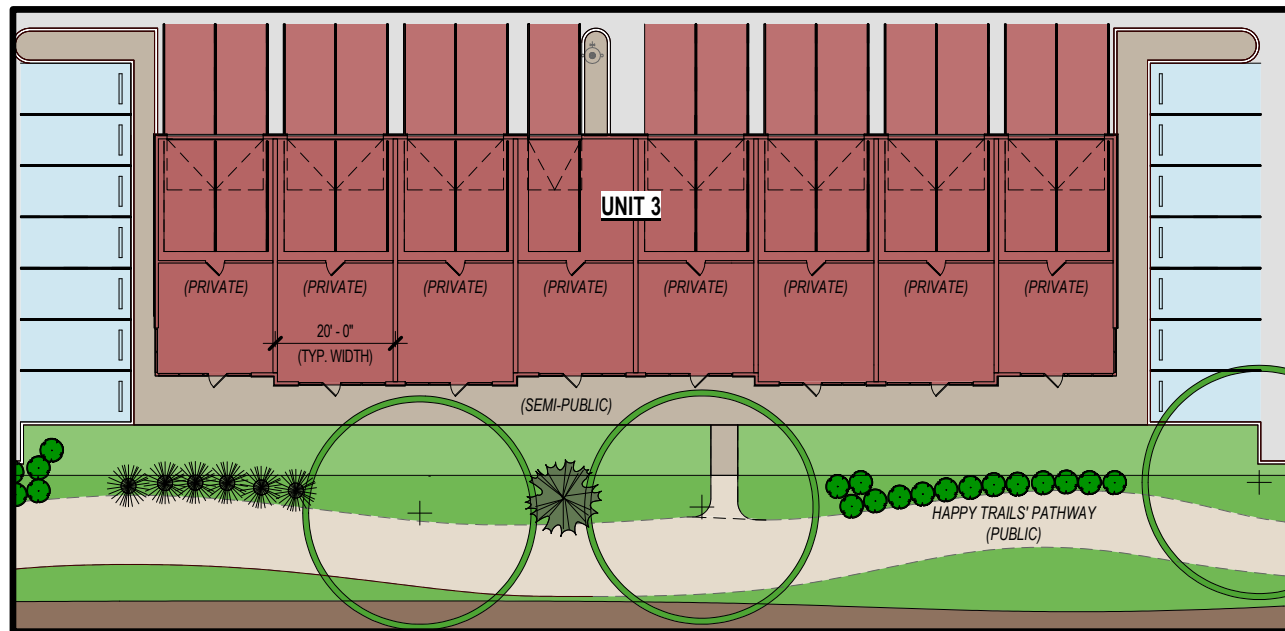 UNIT 3
(PRIVATE)
(PRIVATE)
(PRIVATE)
(PRIVATE)
(PRIVATE)
(PRIVATE)
(PRIVATE)
(PRIVATE)
20' - 0"
(TYP. WIDTH)
(SEMI-PUBLIC)
HAPPY TRAILS' PATHWAY
(PUBLIC)